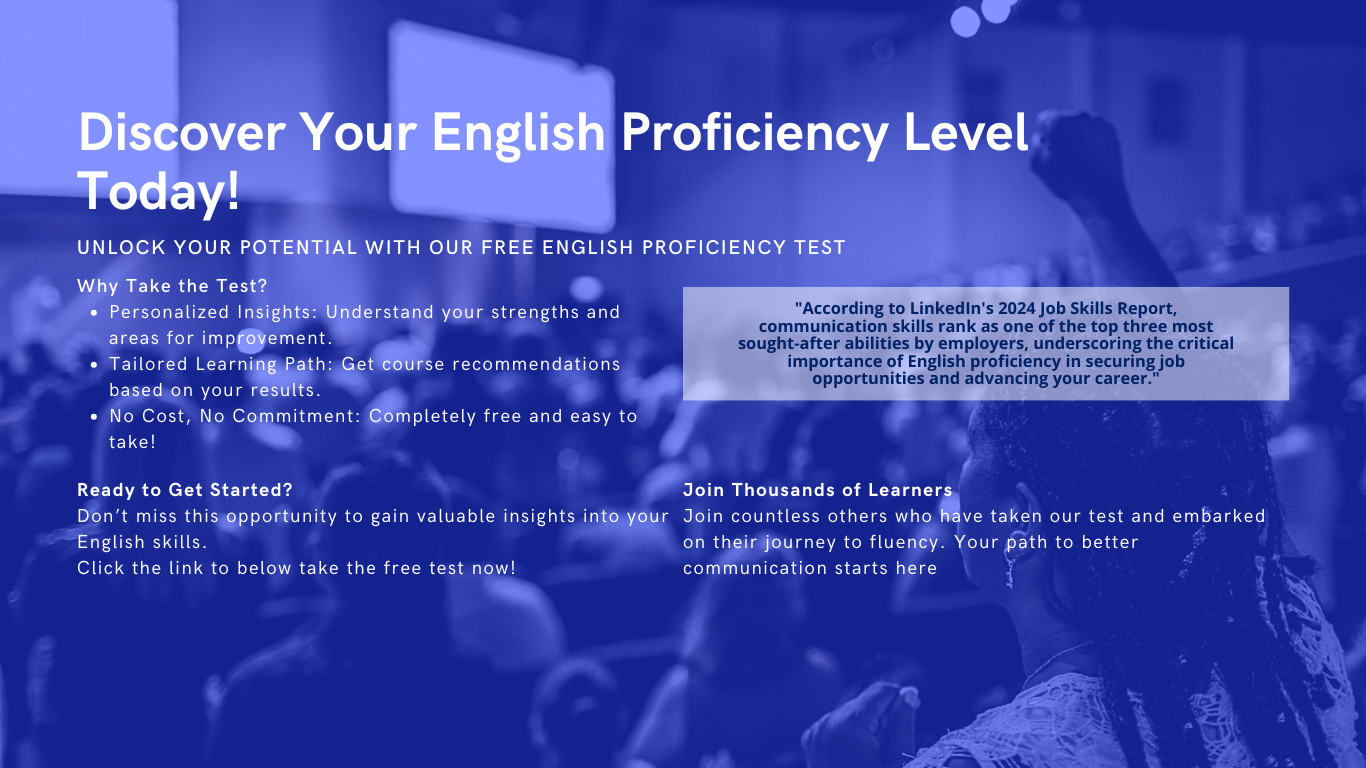 Discover Your English Proficiency Level
Today!
UNLOCK YOUR POTENTIAL WITH OUR FREE ENGLISH PROFICIENCY TEST
Why Take the Test?
• Personalized Insights: Understand your strengths and
areas for improvement.
• Tailored Learning Path: Get course recommendations
based on your results.
• No Cost, No Commitment: Completely free and easy to
take!
"According to LinkedIn's 2024 Job Skills Report,
communication skills rank as one of the top three most
sought-after abilities by employers, underscoring the critical
importance of English proficiency in securing job
opportunities and advancing your career."
Ready to Get Started?
Don’t miss this opportunity to gain valuable insights into your
English skills.
Click the link to below take the free test now!
Join Thousands of Learners
Join countless others who have taken our test and embarked
on their journey to fluency. Your path to better
communication starts here